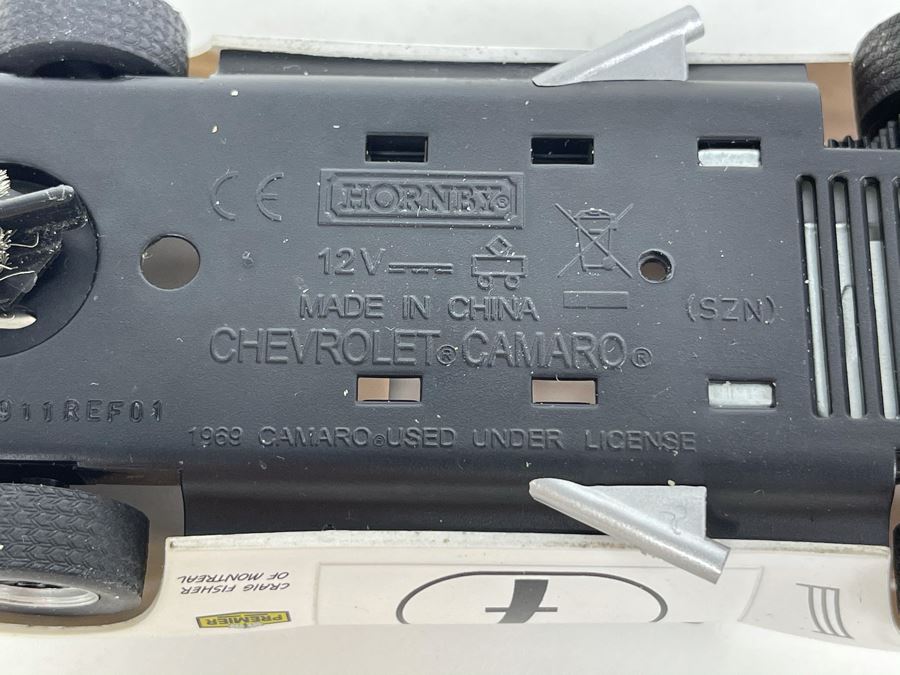 CE
HORNBY®
12V
MADE IN CHINA
(SZN)
CHEVROLET® CAMARO®
911REF01
1969 CAMARO® USED UNDER LICENSE
CRAIG FISHER
OF MONTREAL
PREMIER